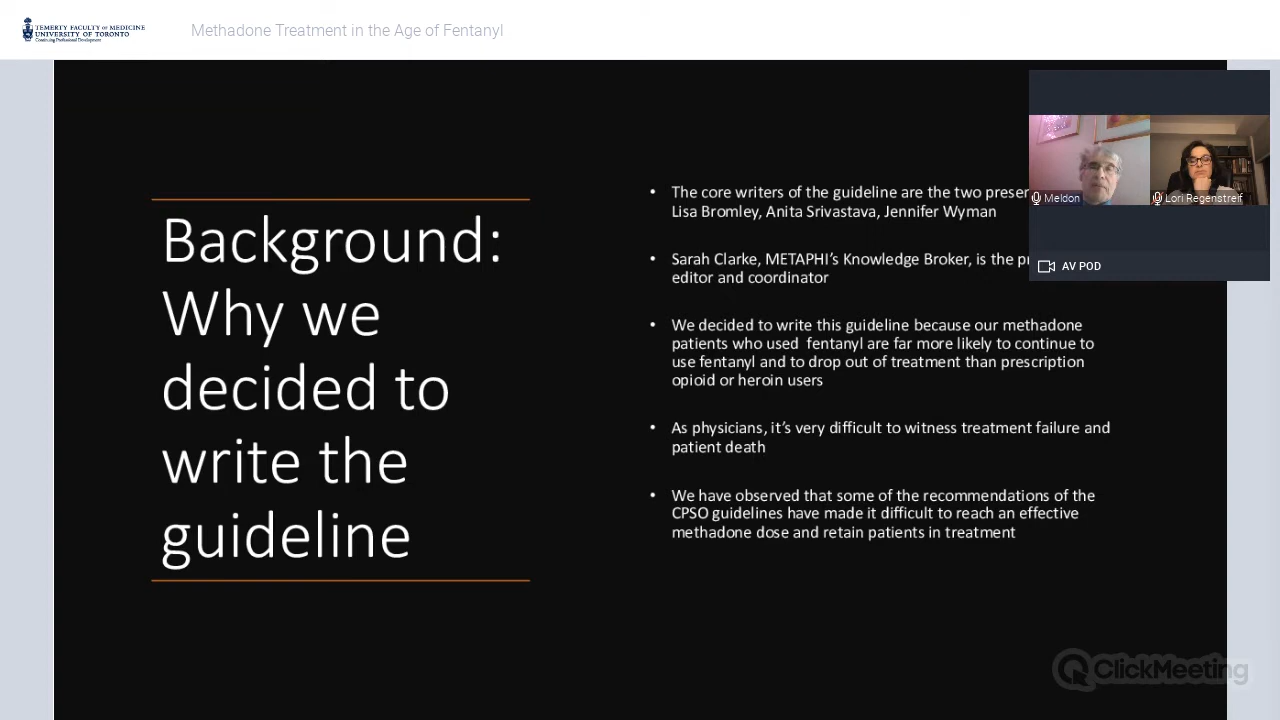 TEMERTY FACULTY OF MEDICINE
UNIVERSITY OF TORONTO
Continuing Professional Development
Methadone Treatment in the Age of Fentanyl
Background:
Why we
decided to
write the
guideline
• The core writers of the guideline are the two
Lisa Bromley, Anita Srivastava, Jennifer Wyman
• Sarah Clarke, METAPHI’s Knowledge Broker, is the
editor and coordinator
• We decided to write this guideline because our methadone
patients who used fentanyl are far more likely to continue to
use fentanyl and to drop out of treatment than prescription
opioid or heroin users
• As physicians, it’s very difficult to witness treatment failure and
patient death
• We have observed that some of the recommendations of the
CPSO guidelines have made it difficult to reach an effective
methadone dose and retain patients in treatment
Meldon
Lori Regenstreif
AV POD
ClickMeeting